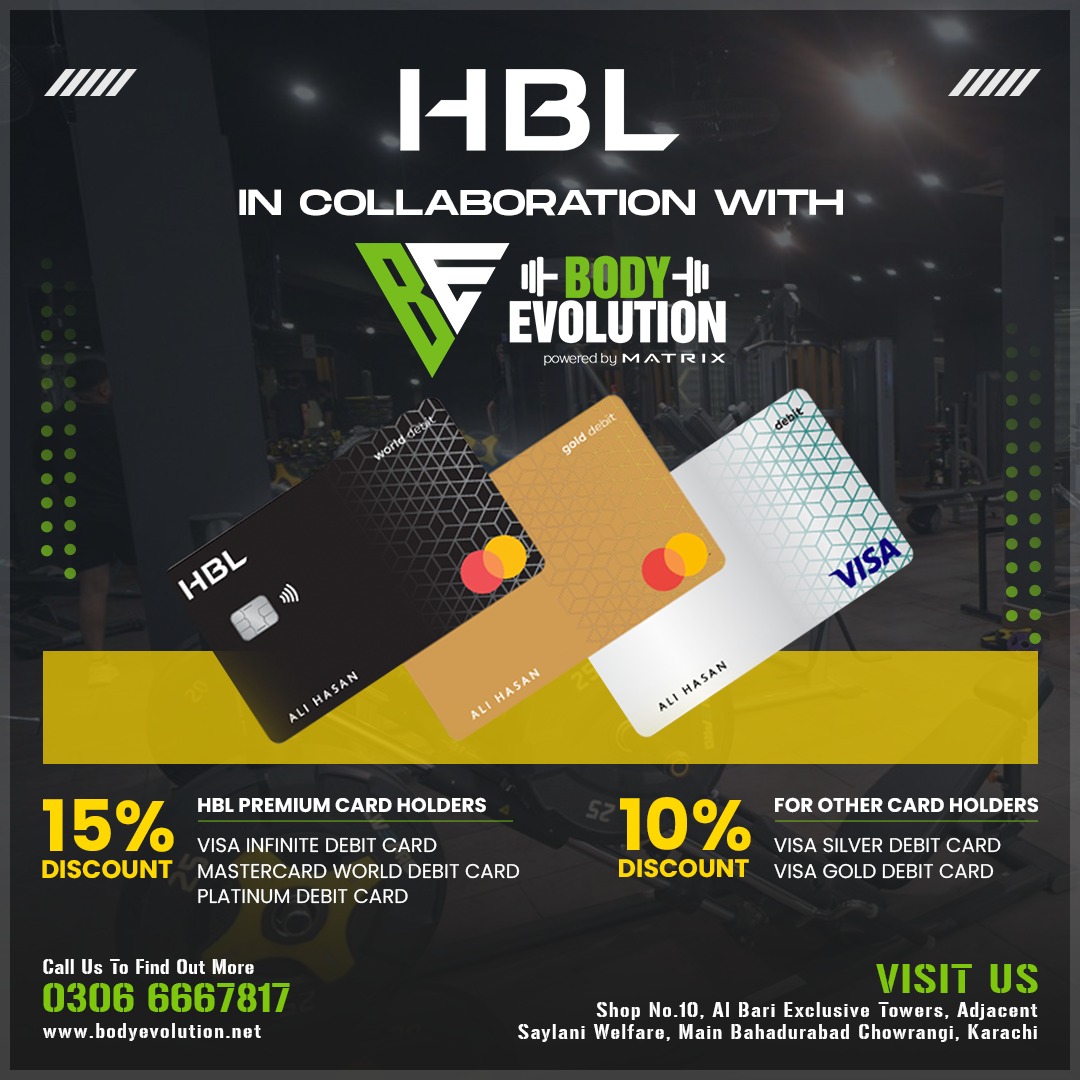 HBL
IN COLLABORATION WITH
BE
BODY
EVOLUTION
powered by MATRIX
world debit
gold debit
debit
HBL
VISA
ALI HASAN
ALI HASAN
ALI HASAN
15%
DISCOUNT
HBL PREMIUM CARD HOLDERS
VISA INFINITE DEBIT CARD
MASTERCARD WORLD DEBIT CARD
PLATINUM DEBIT CARD
10%
DISCOUNT
FOR OTHER CARD HOLDERS
VISA SILVER DEBIT CARD
VISA GOLD DEBIT CARD
Call Us To Find Out More
0306 6667817
www.bodyevolution.net
VISIT US
Shop No.10, Al Bari Exclusive Towers, Adjacent
Saylani Welfare, Main Bahadurabad Chowrangi, Karachi